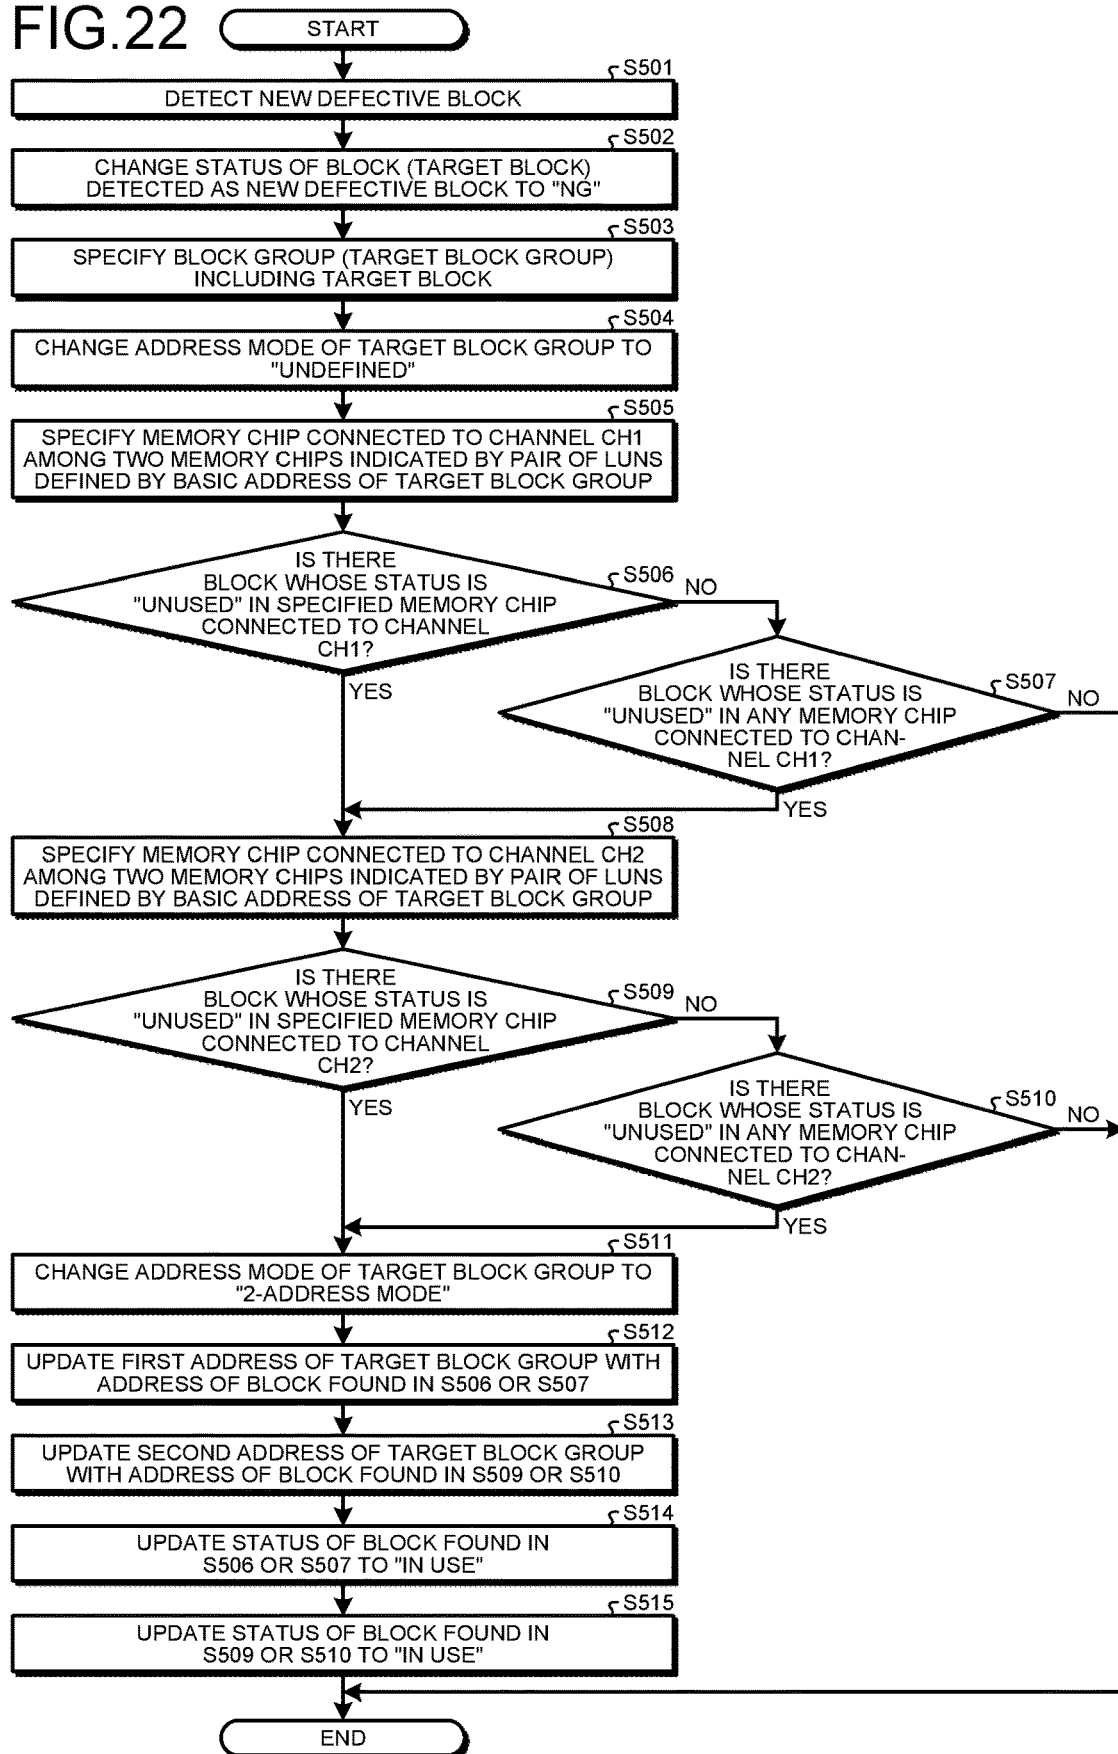 FIG.22
START
S501
DETECT NEW DEFECTIVE BLOCK
S502
CHANGE STATUS OF BLOCK (TARGET BLOCK)
DETECTED AS NEW DEFECTIVE BLOCK TO "NG"
S503
SPECIFY BLOCK GROUP (TARGET BLOCK GROUP)
INCLUDING TARGET BLOCK
S504
CHANGE ADDRESS MODE OF TARGET BLOCK GROUP TO
"UNDEFINED"
S505
SPECIFY MEMORY CHIP CONNECTED TO CHANNEL CH1
AMONG TWO MEMORY CHIPS INDICATED BY PAIR OF LUNS
DEFINED BY BASIC ADDRESS OF TARGET BLOCK GROUP
IS THERE
BLOCK WHOSE STATUS IS
"UNUSED" IN SPECIFIED MEMORY CHIP
CONNECTED TO CHANNEL
CH1?
S506
NO
YES
IS THERE
BLOCK WHOSE STATUS IS
"UNUSED" IN ANY MEMORY CHIP
CONNECTED TO CHAN-
NEL CH1?
S507
NO
YES
S508
SPECIFY MEMORY CHIP CONNECTED TO CHANNEL CH2
AMONG TWO MEMORY CHIPS INDICATED BY PAIR OF LUNS
DEFINED BY BASIC ADDRESS OF TARGET BLOCK GROUP
IS THERE
BLOCK WHOSE STATUS IS
"UNUSED" IN SPECIFIED MEMORY CHIP
CONNECTED TO CHANNEL
CH2?
S509
NO
YES
IS THERE
BLOCK WHOSE STATUS IS
"UNUSED" IN ANY MEMORY CHIP
CONNECTED TO CHAN-
NEL CH2?
S510
NO
YES
S511
CHANGE ADDRESS MODE OF TARGET BLOCK GROUP TO
"2-ADDRESS MODE"
S512
UPDATE FIRST ADDRESS OF TARGET BLOCK GROUP WITH
ADDRESS OF BLOCK FOUND IN S506 OR S507
S513
UPDATE SECOND ADDRESS OF TARGET BLOCK GROUP
WITH ADDRESS OF BLOCK FOUND IN S509 OR S510
S514
UPDATE STATUS OF BLOCK FOUND IN
S506 OR S507 TO "IN USE"
S515
UPDATE STATUS OF BLOCK FOUND IN
S509 OR S510 TO "IN USE"
END